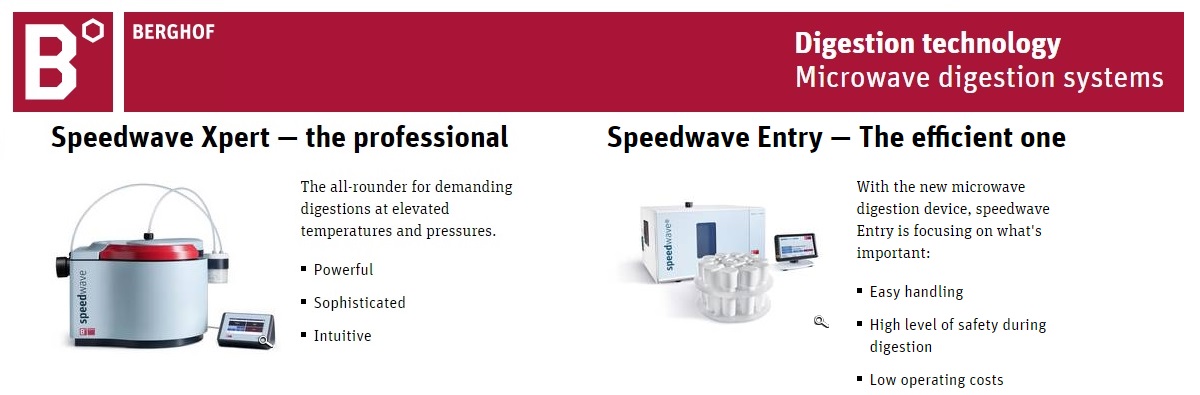 B
BERGHOF
Digestion technology
Microwave digestion systems
Speedwave Xpert — the professional
The all-rounder for demanding
digestions at elevated
temperatures and pressures.
Powerful
Sophisticated
Intuitive
speedwave
Speedwave Entry — The efficient one
With the new microwave
digestion device, speedwave
Entry is focusing on what's
important:
Easy handling
High level of safety during
digestion
Low operating costs
speedwave®